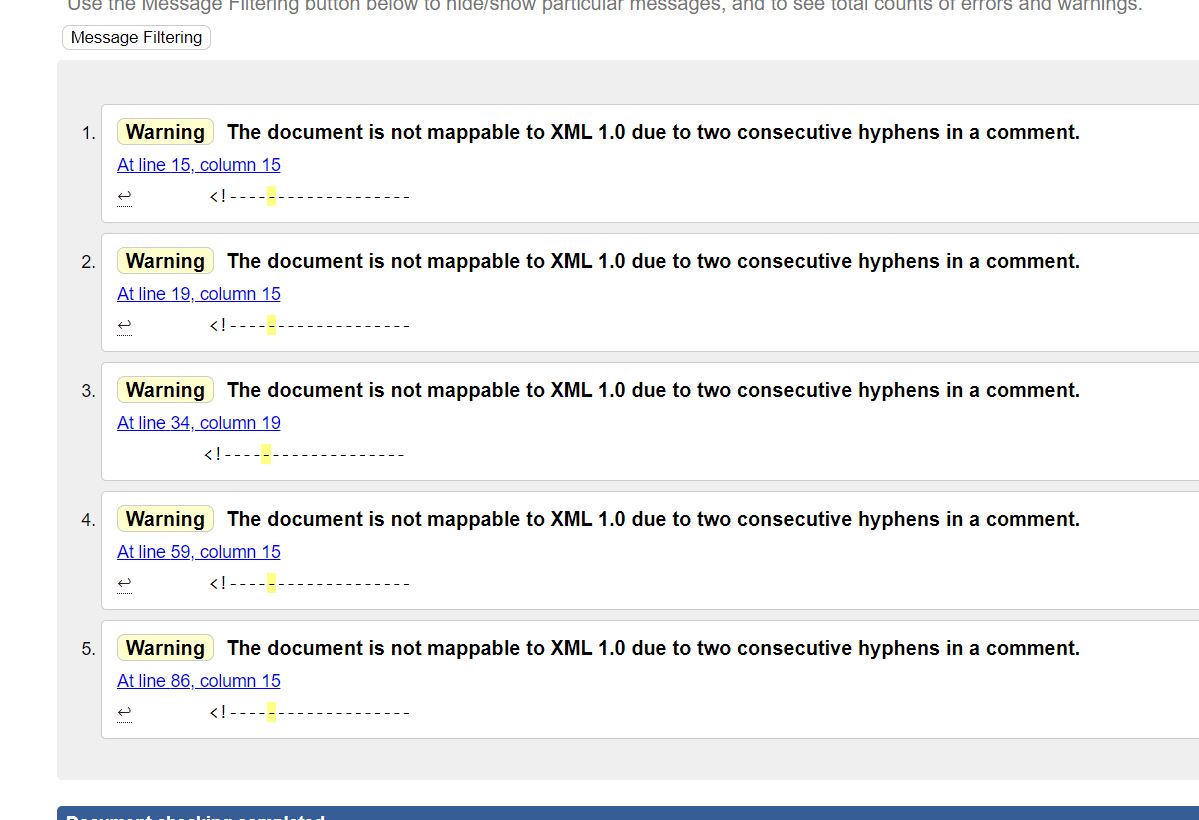 Use the Message Filtering button below to hide/show particular messages, and to see total counts of errors and warnings.
Message Filtering
1. Warning The document is not mappable to XML 1.0 due to two consecutive hyphens in a comment.
At line 15, column 15
↩ <!--------------------
2. Warning The document is not mappable to XML 1.0 due to two consecutive hyphens in a comment.
At line 19, column 15
↩ <!--------------------
3. Warning The document is not mappable to XML 1.0 due to two consecutive hyphens in a comment.
At line 34, column 19
<!--------------------
4. Warning The document is not mappable to XML 1.0 due to two consecutive hyphens in a comment.
At line 59, column 15
↩ <!--------------------
5. Warning The document is not mappable to XML 1.0 due to two consecutive hyphens in a comment.
At line 86, column 15
↩ <!--------------------
Document checking completed.